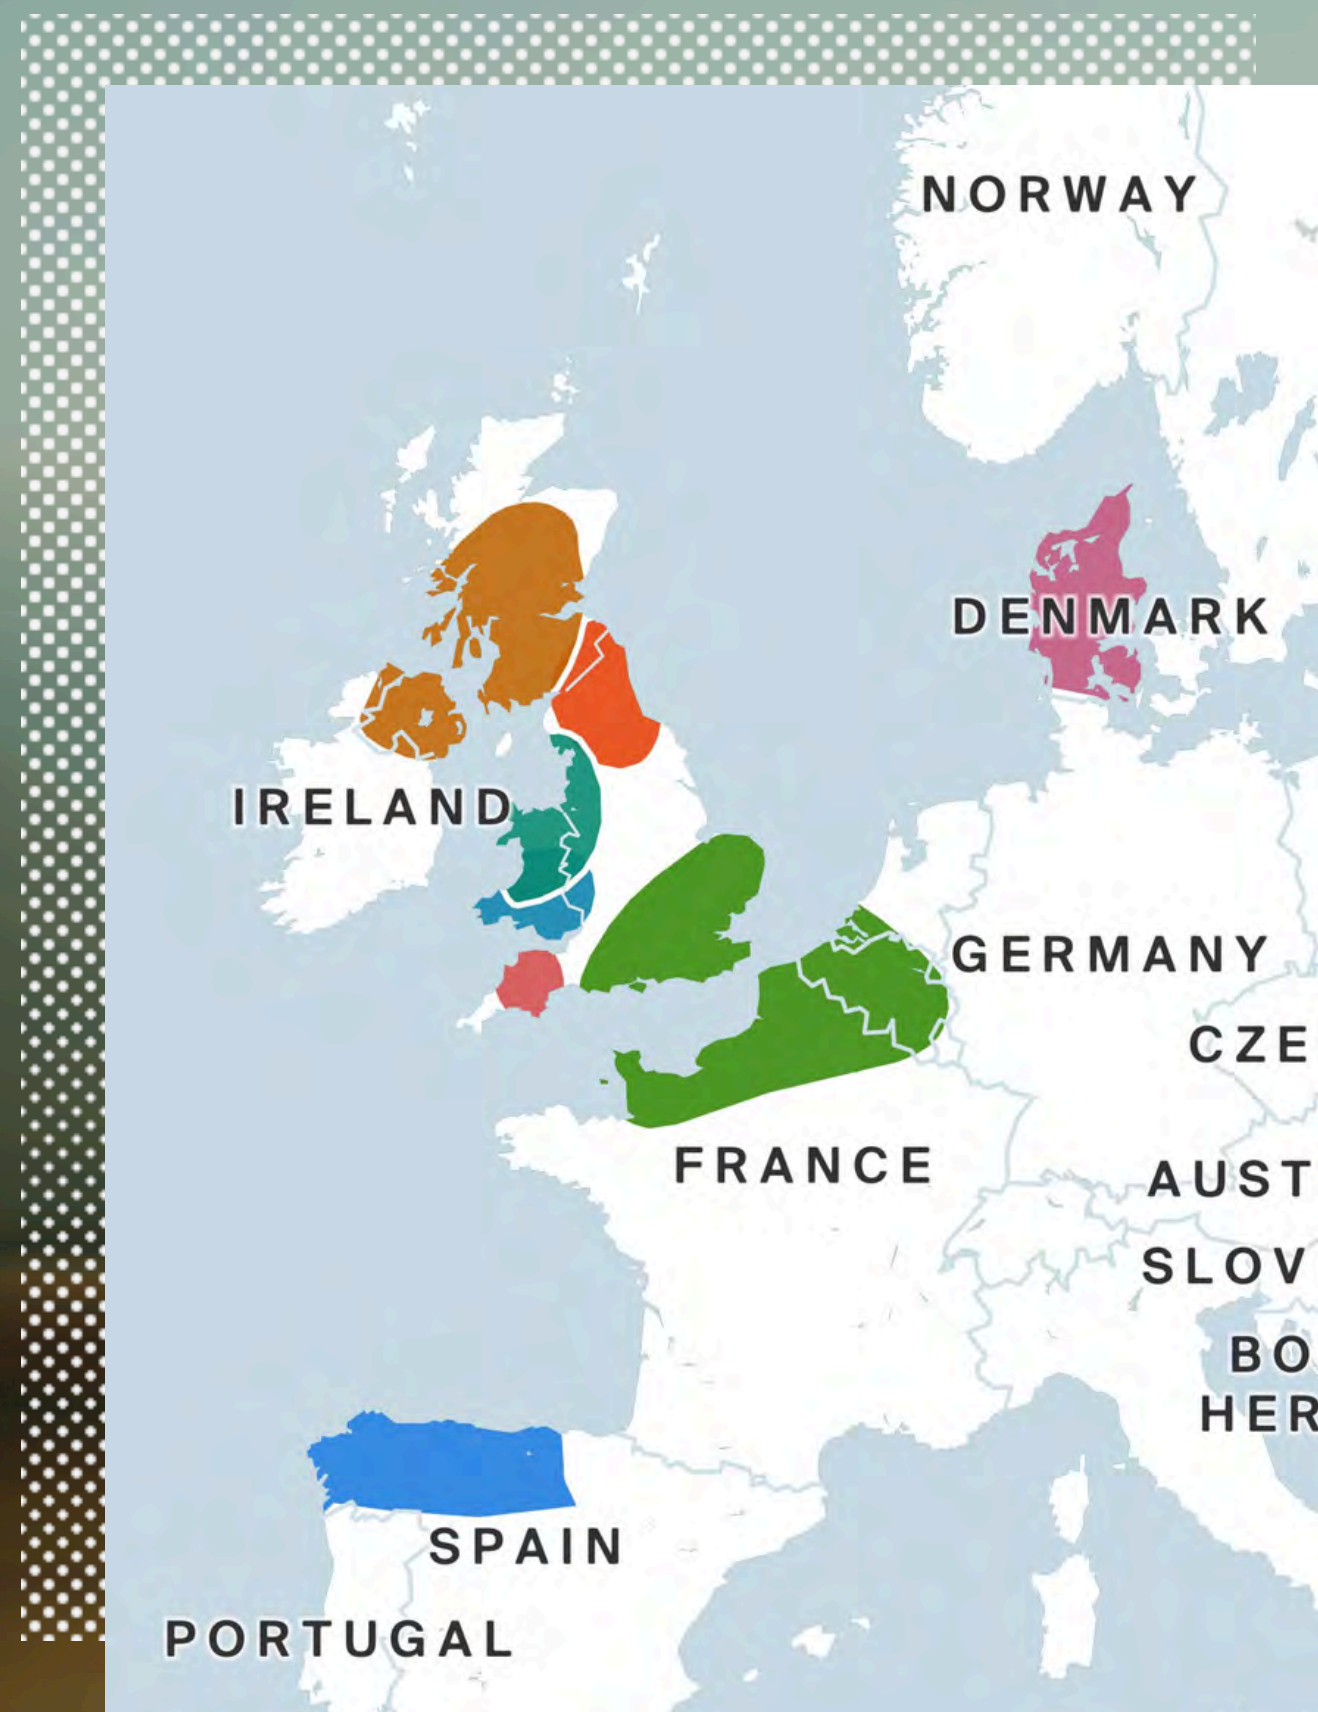 NORWAY
DENMARK
IRELAND
GERMANY
CZE
FRANCE
AUST
SLOV
BO
HER
SPAIN
PORTUGAL